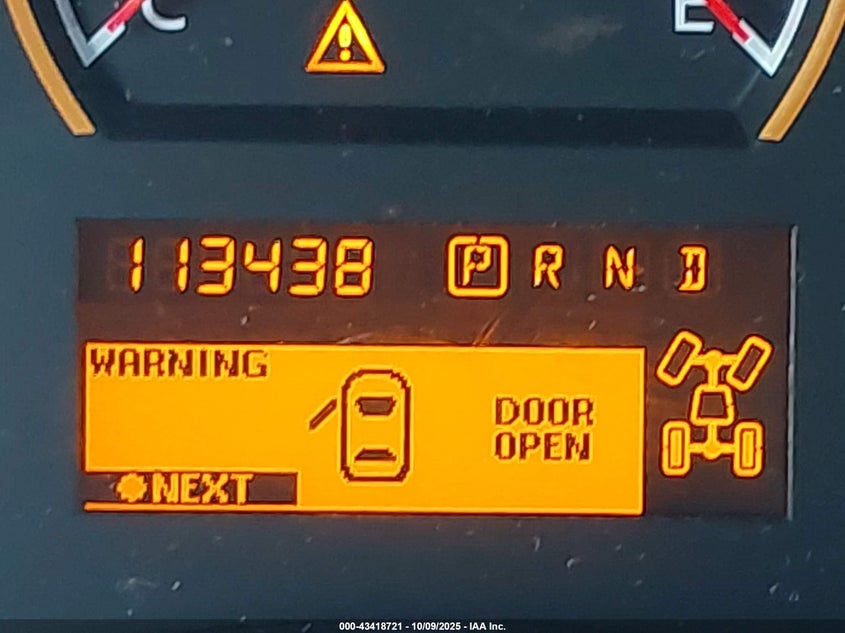 C E
113438 P R N D
WARNING
DOOR
OPEN
NEXT
000-43418721 - 10/09/2025 - IAA Inc.